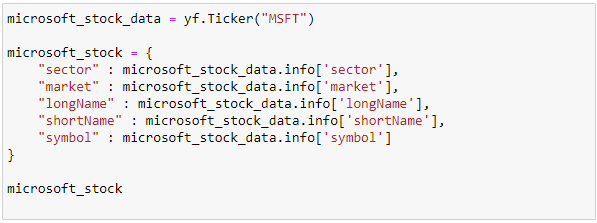 microsoft_stock_data = yf.Ticker("MSFT")
microsoft_stock = {
    "sector" : microsoft_stock_data.info['sector'],
    "market" : microsoft_stock_data.info['market'],
    "longName" : microsoft_stock_data.info['longName'],
    "shortName" : microsoft_stock_data.info['shortName'],
    "symbol" : microsoft_stock_data.info['symbol']
}
microsoft_stock